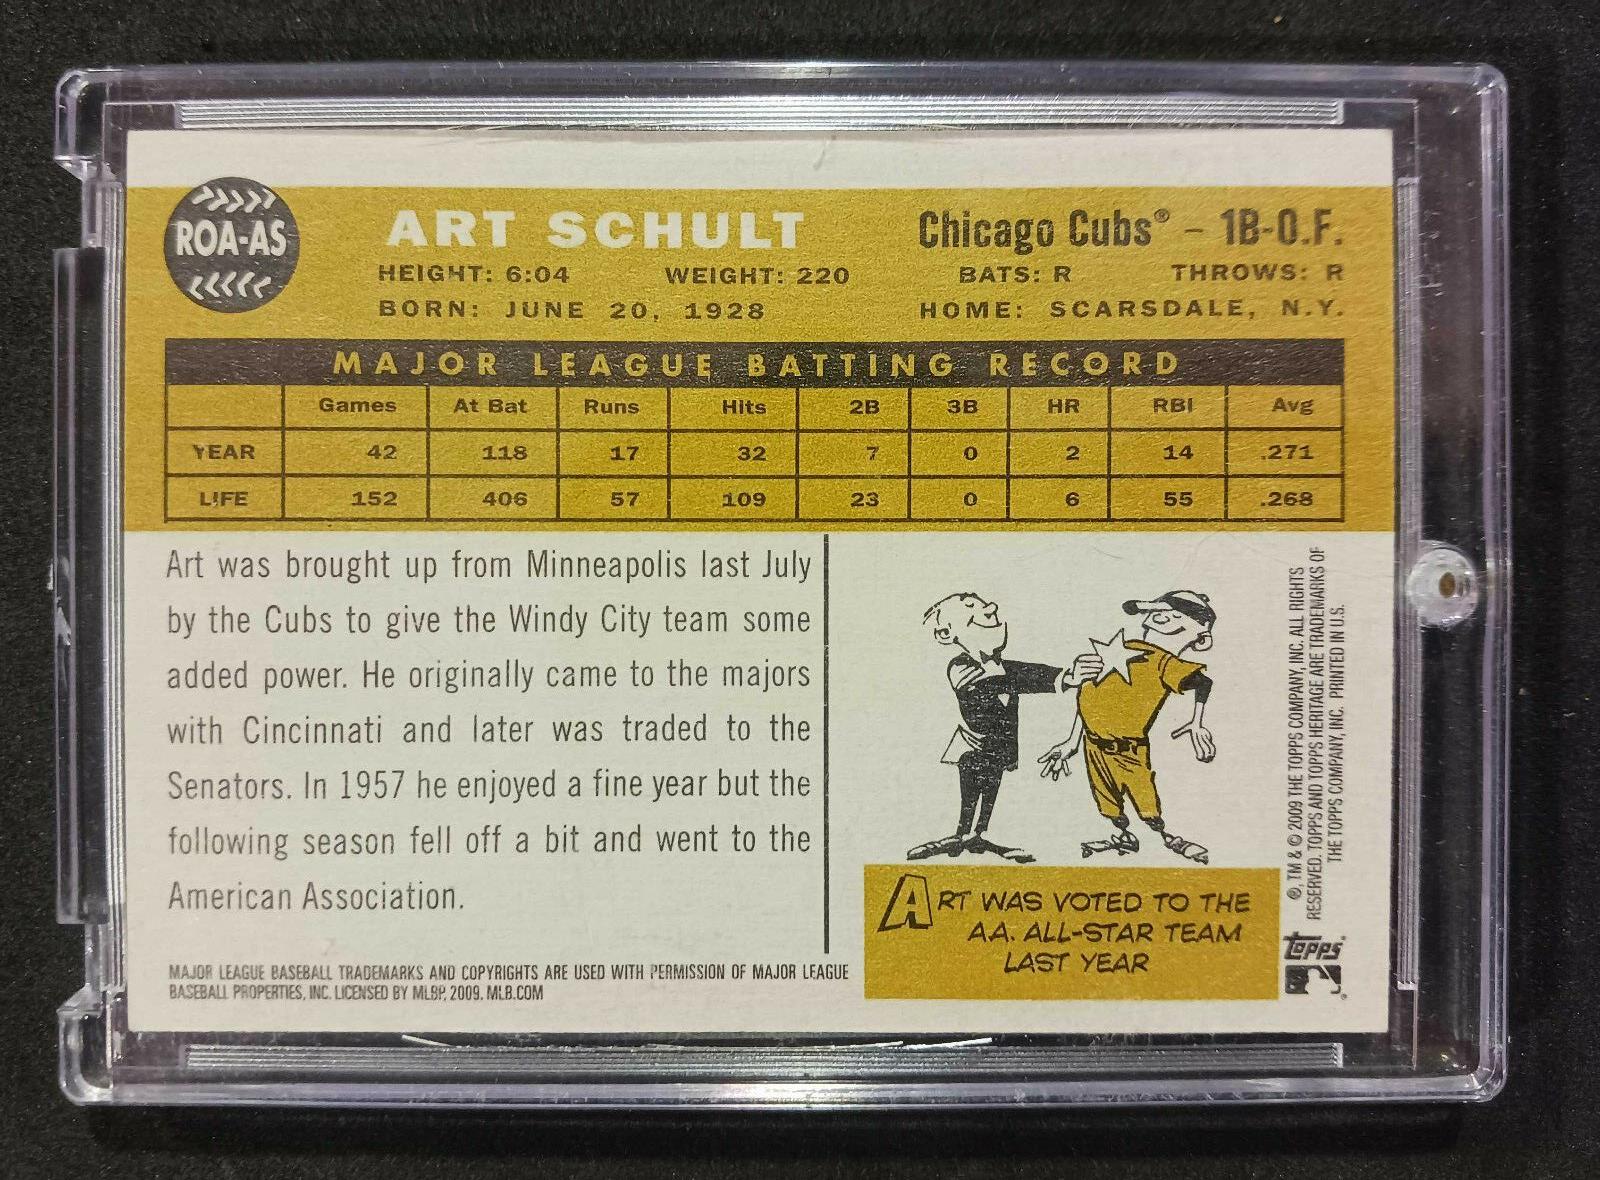 ROA-AS
ART SCHULT
Chicago Cubs® – 1B-O.F.
HEIGHT: 6:04 WEIGHT: 220 BATS: R THROWS: R
BORN: JUNE 20, 1928 HOME: SCARSDALE, N.Y.
MAJOR LEAGUE BATTING RECORD
Games At Bat Runs Hits 2B 3B HR RBI Avg
YEAR 42 118 17 32 7 0 2 14 .271
LIFE 152 406 57 109 23 0 6 55 .268
Art was brought up from Minneapolis last July
by the Cubs to give the Windy City team some
added power. He originally came to the majors
with Cincinnati and later was traded to the
Senators. In 1957 he enjoyed a fine year but the
following season fell off a bit and went to the
American Association.
MAJOR LEAGUE BASEBALL TRADEMARKS AND COPYRIGHTS ARE USED WITH PERMISSION OF MAJOR LEAGUE
BASEBALL PROPERTIES, INC. LICENSED BY MLBP, 2009. MLB.COM
ART WAS VOTED TO THE
A.A. ALL-STAR TEAM
LAST YEAR
®, TM & © 2009 THE TOPPS COMPANY, INC. ALL RIGHTS
RESERVED. TOPPS AND TOPPS HERITAGE ARE TRADEMARKS OF
THE TOPPS COMPANY, INC. PRINTED IN U.S.
Topps